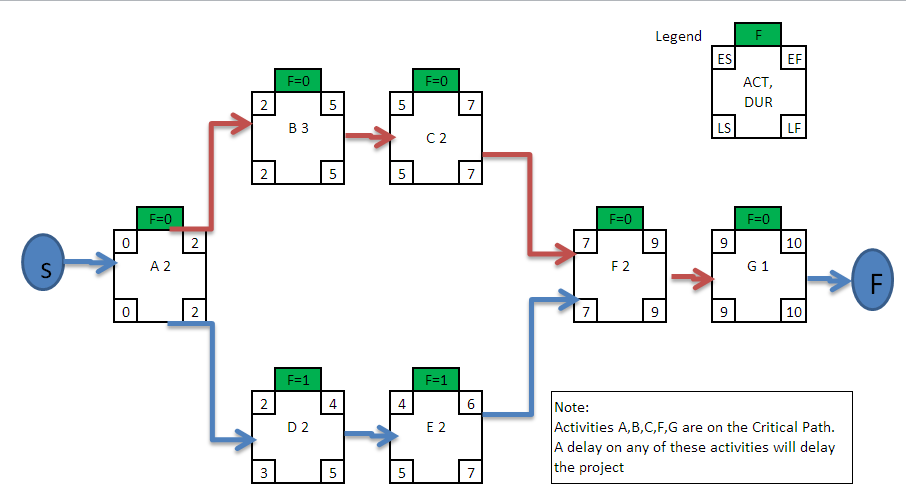 Legend
F
ES EF
ACT,
DUR
LS LF
F=0
2 5
B 3
2 5
F=0
5 7
C 2
5 7
S
F=0
0 2
A 2
0 2
F=0
7 9
F 2
7 9
F=0
9 10
G 1
9 10
F
F=1
2 4
D 2
3 5
F=1
4 6
E 2
5 7
Note:
Activities A,B,C,F,G are on the Critical Path.
A delay on any of these activities will delay
the project